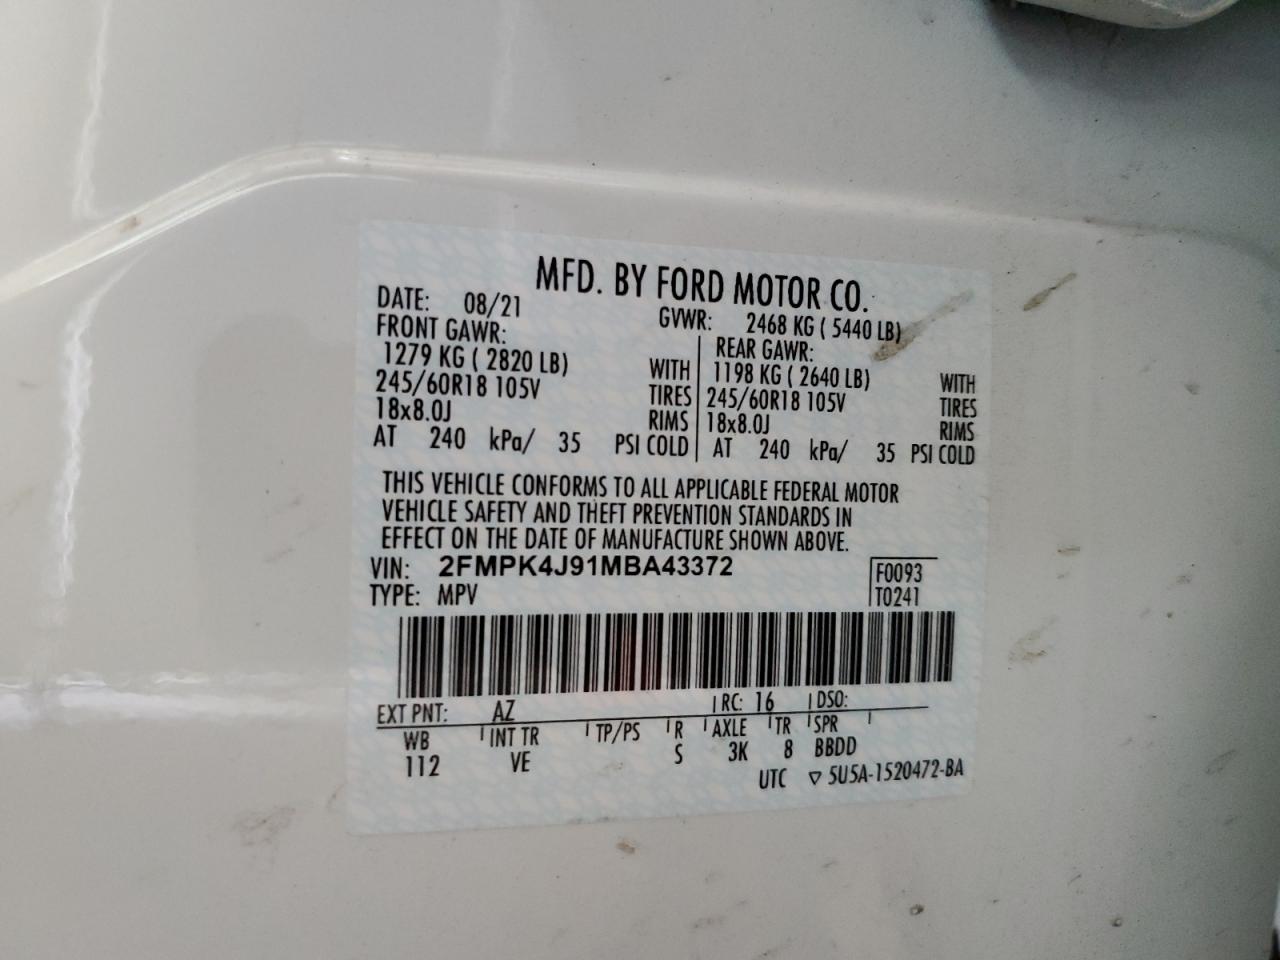 MFD. BY FORD MOTOR CO.
DATE: 08/21 GVWR: 2468 KG ( 5440 LB)
FRONT GAWR: REAR GAWR:
1279 KG ( 2820 LB) WITH 1198 KG ( 2640 LB) WITH
245/60R18 105V TIRES 245/60R18 105V TIRES
18x8.0J RIMS 18x8.0J RIMS
AT 240 kPa/ 35 PSI COLD AT 240 kPa/ 35 PSI COLD
THIS VEHICLE CONFORMS TO ALL APPLICABLE FEDERAL MOTOR
VEHICLE SAFETY AND THEFT PREVENTION STANDARDS IN
EFFECT ON THE DATE OF MANUFACTURE SHOWN ABOVE.
VIN: 2FMPK4J91MBA43372 F0093
TYPE: MPV T0241
EXT PNT: AZ RC: 16 DSO:
WB INT TR TP/PS R AXLE TR SPR
112 VE S 3K 8 BBDD
UTC ▽ 5U5A-1520472-BA